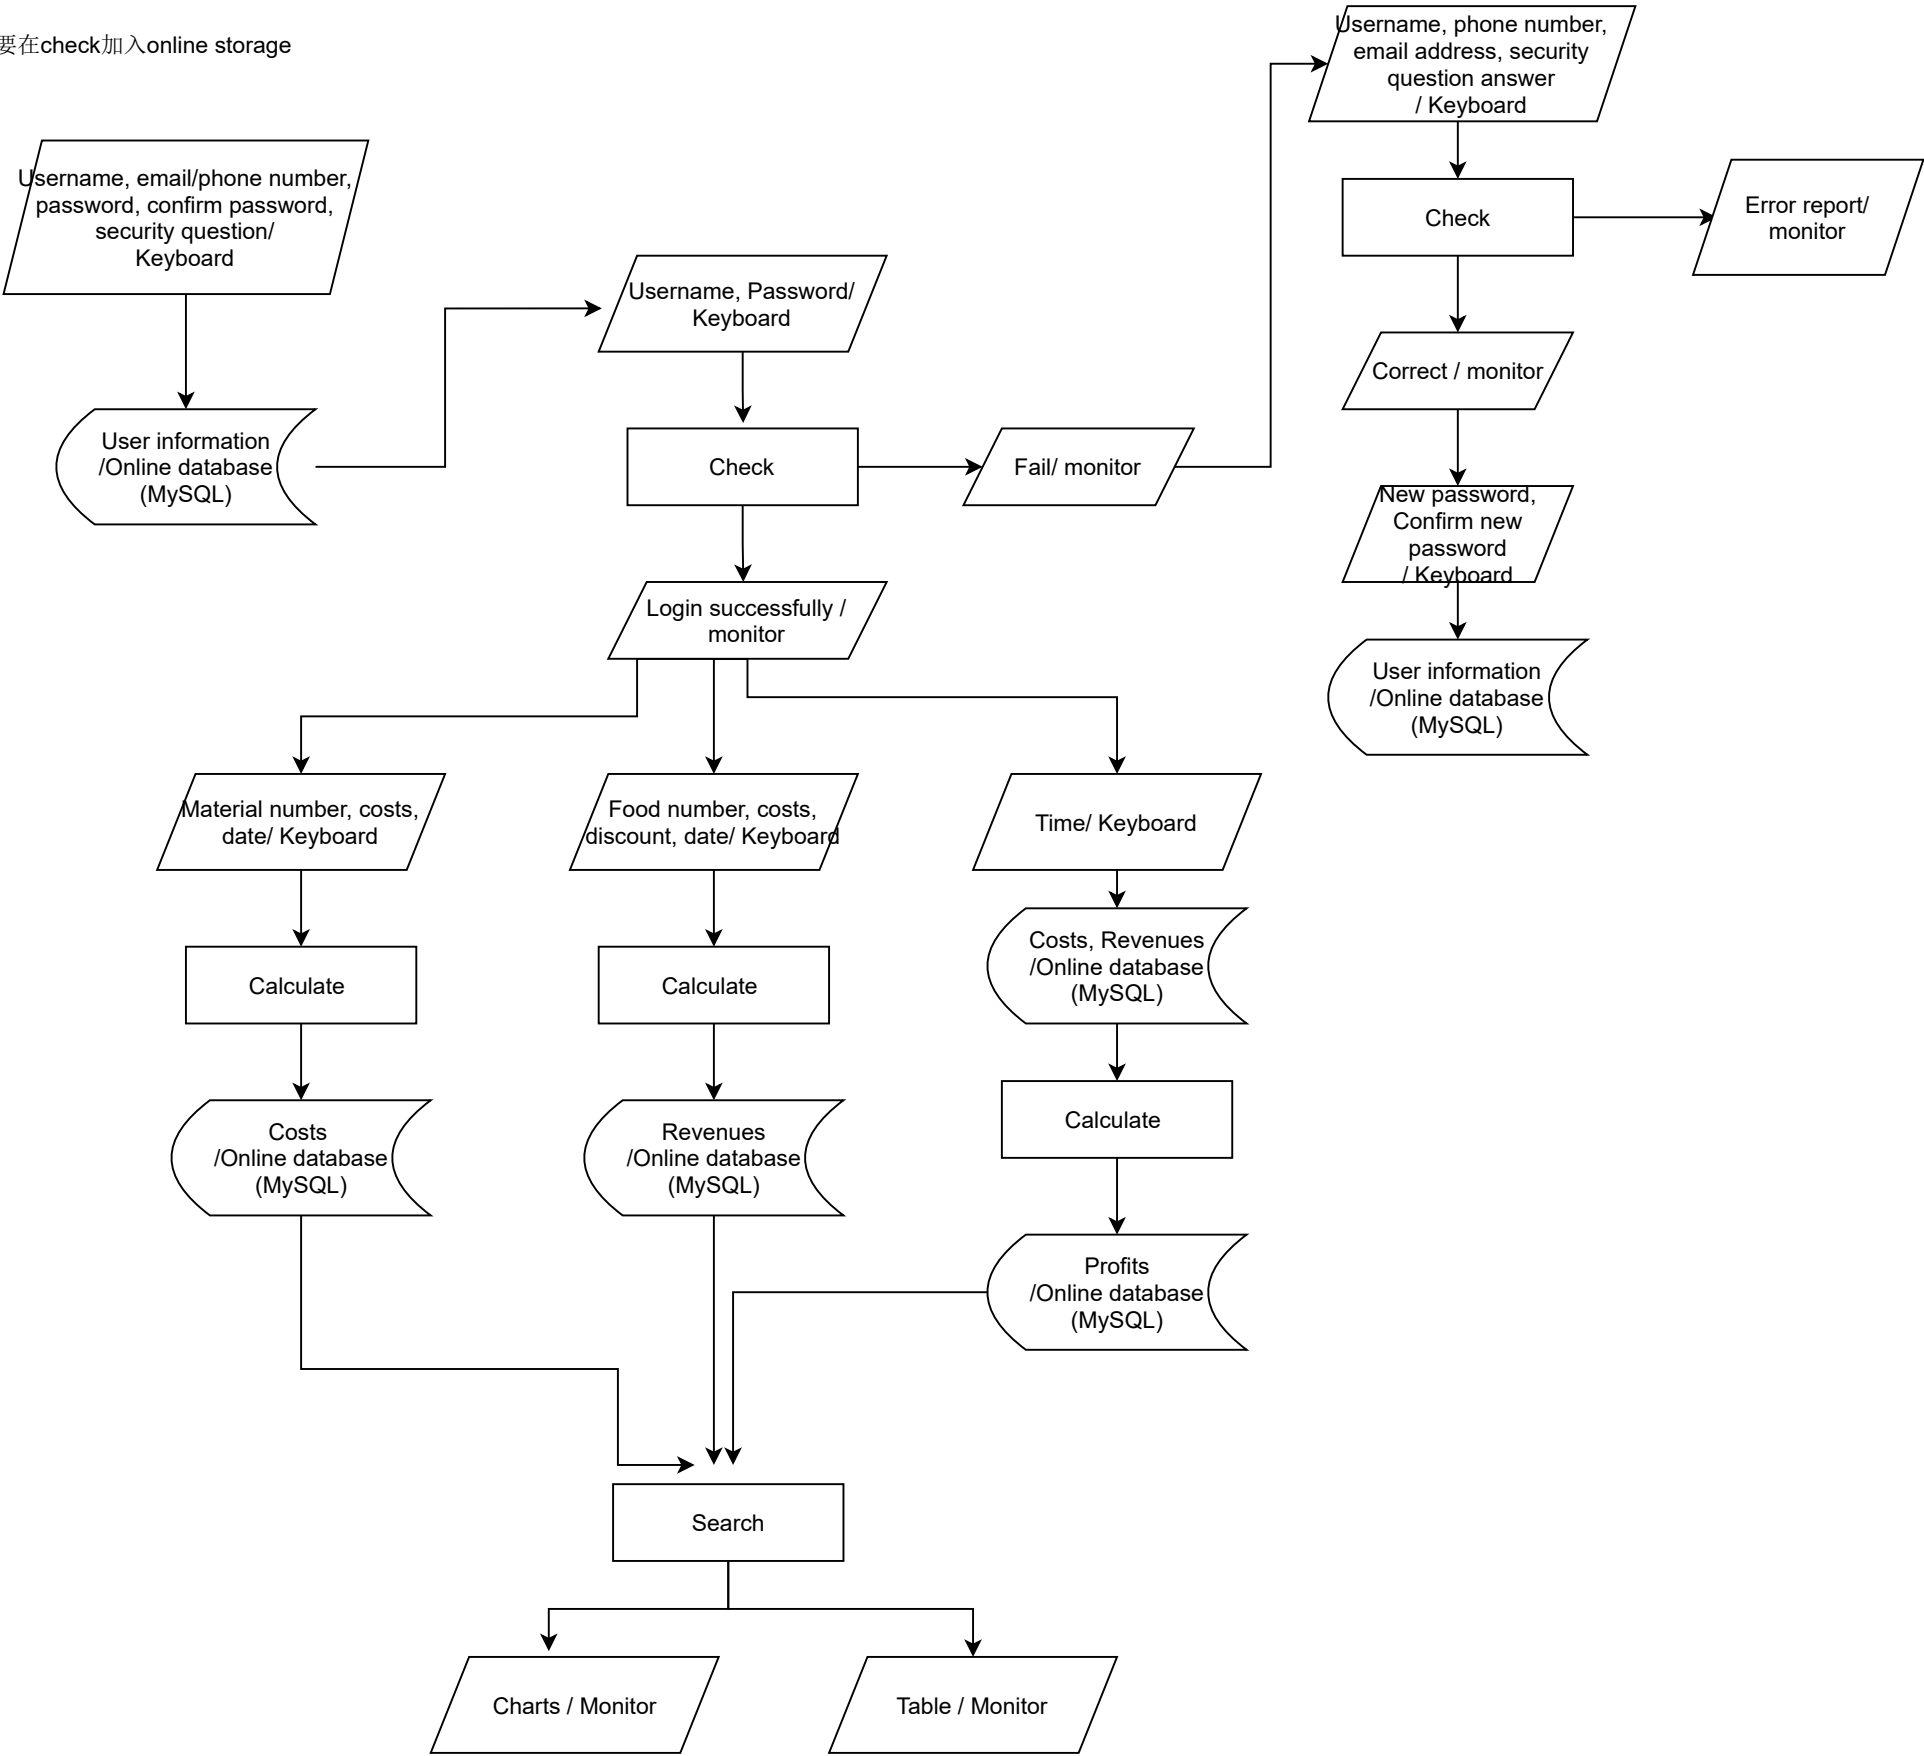 要在check加入online storage
Username, phone number,
email address, security
question answer
/ Keyboard
Username, email/phone number,
password, confirm password,
security question/
Keyboard
Check
Error report/
monitor
Username, Password/
Keyboard
Correct / monitor
User information
/Online database
(MySQL)
Check
Fail/ monitor
New password,
Confirm new
password
/ Keyboard
Login successfully /
monitor
User information
/Online database
(MySQL)
Material number, costs,
date/ Keyboard
Food number, costs,
discount, date/ Keyboard
Time/ Keyboard
Calculate
Calculate
Costs, Revenues
/Online database
(MySQL)
Calculate
Costs
/Online database
(MySQL)
Revenues
/Online database
(MySQL)
Profits
/Online database
(MySQL)
Search
Charts / Monitor
Table / Monitor